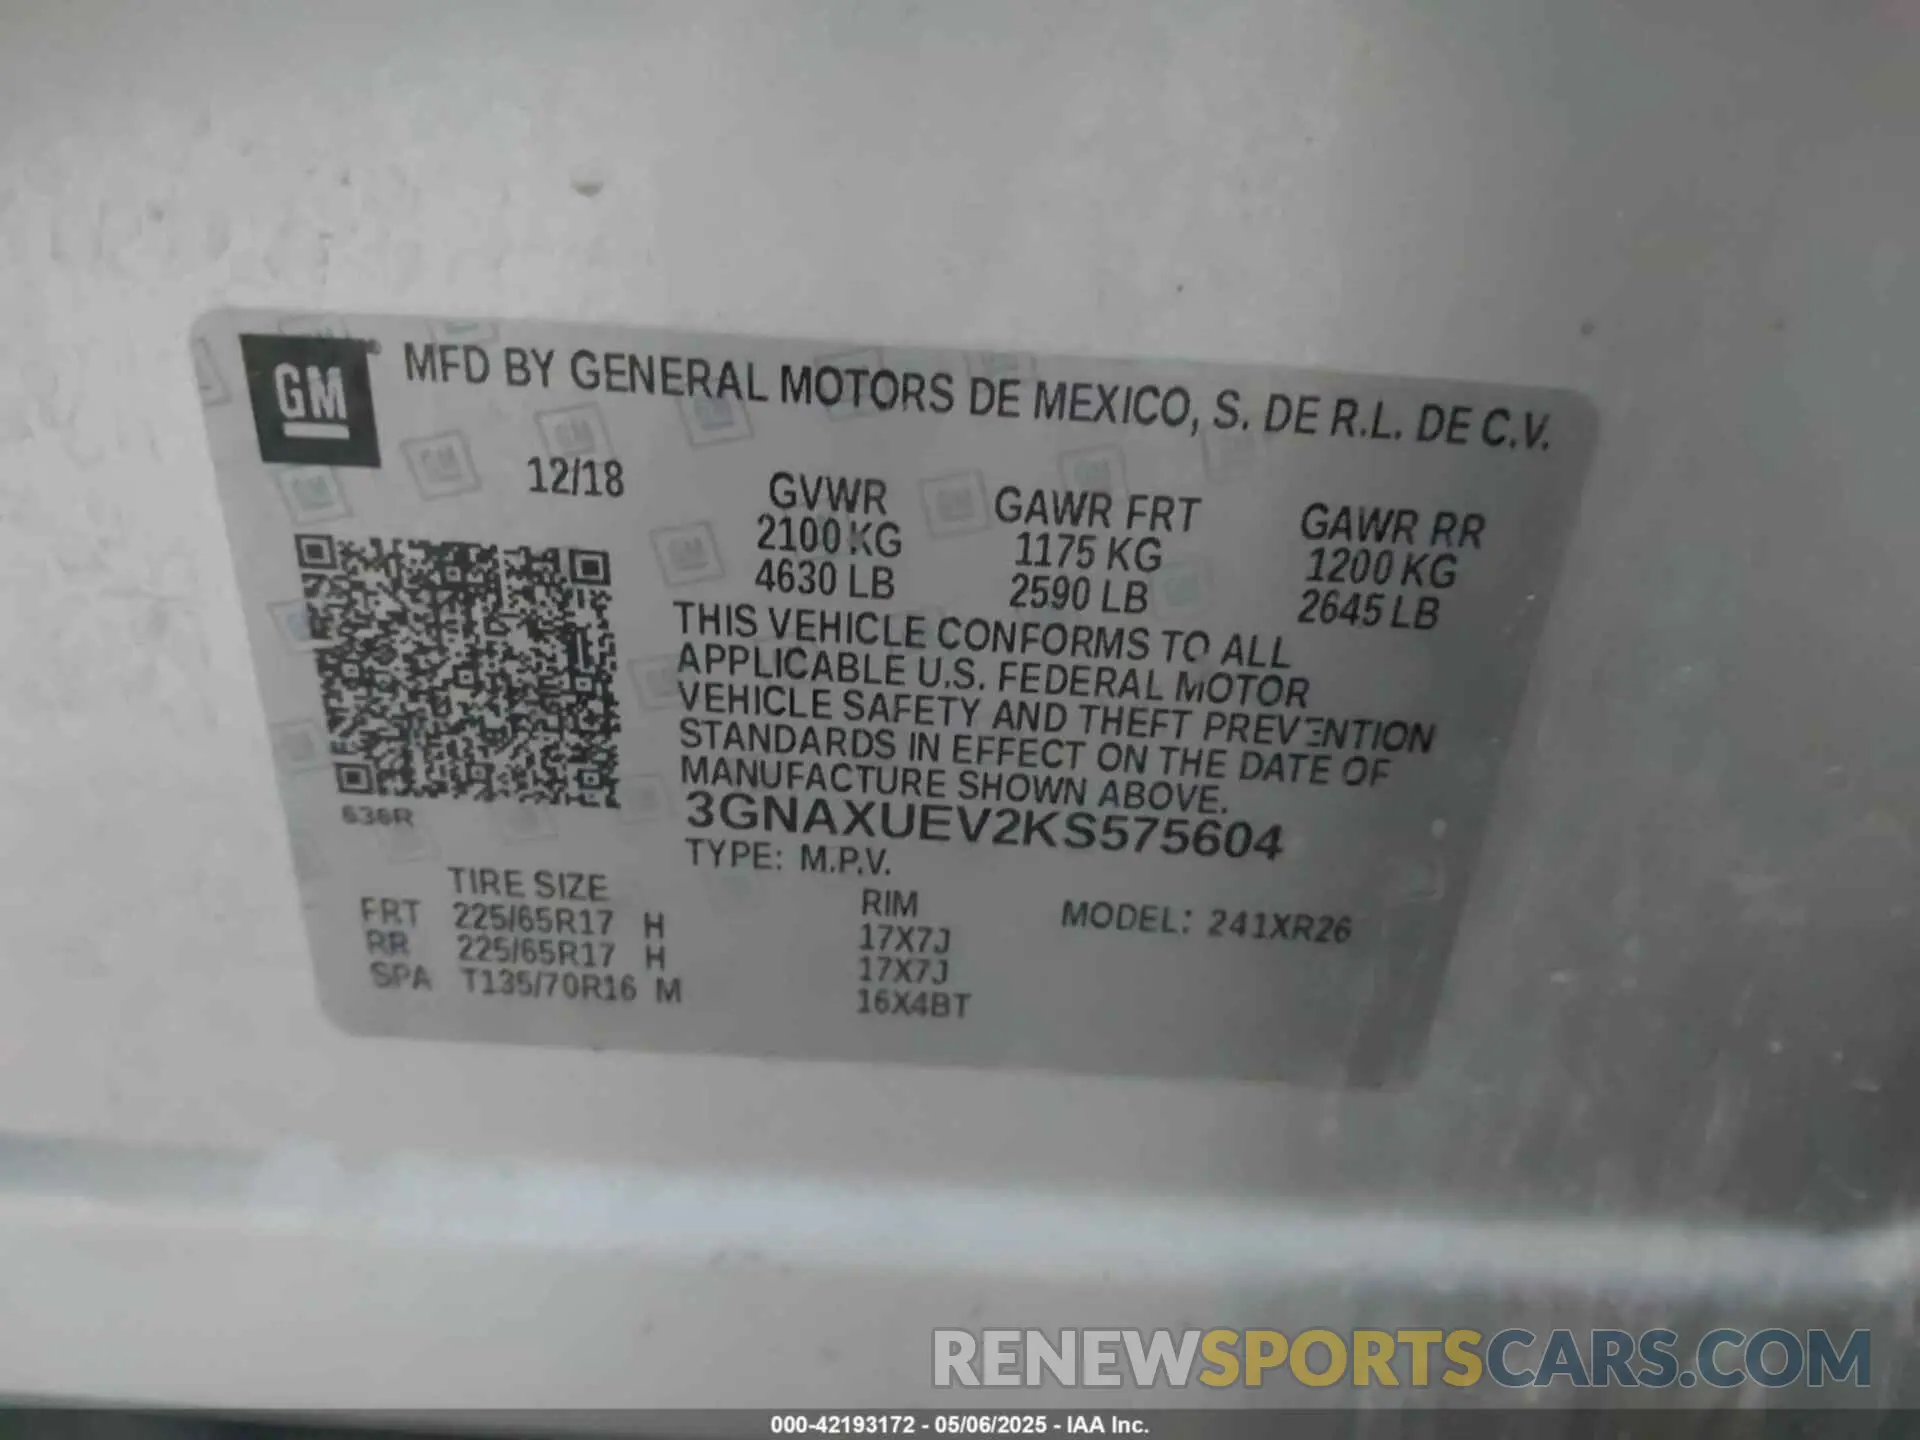 GM
MFD BY GENERAL MOTORS DE MEXICO, S. DE R.L. DE C.V.
12/18
GVWR GAWR FRT GAWR RR
2100 KG 1175 KG 1200 KG
4630 LB 2590 LB 2645 LB
THIS VEHICLE CONFORMS TO ALL
APPLICABLE U.S. FEDERAL MOTOR
VEHICLE SAFETY AND THEFT PREVENTION
STANDARDS IN EFFECT ON THE DATE OF
MANUFACTURE SHOWN ABOVE.
636R
3GNAXUEV2KS575604
TYPE: M.P.V.
TIRE SIZE RIM MODEL: 241XR26
FRT 225/65R17 H 17X7J
RR 225/65R17 H 17X7J
SPA T135/70R16 M 16X4BT
RENEWSPORTSCARS.COM
000-42193172 - 05/06/2025 - IAA Inc.